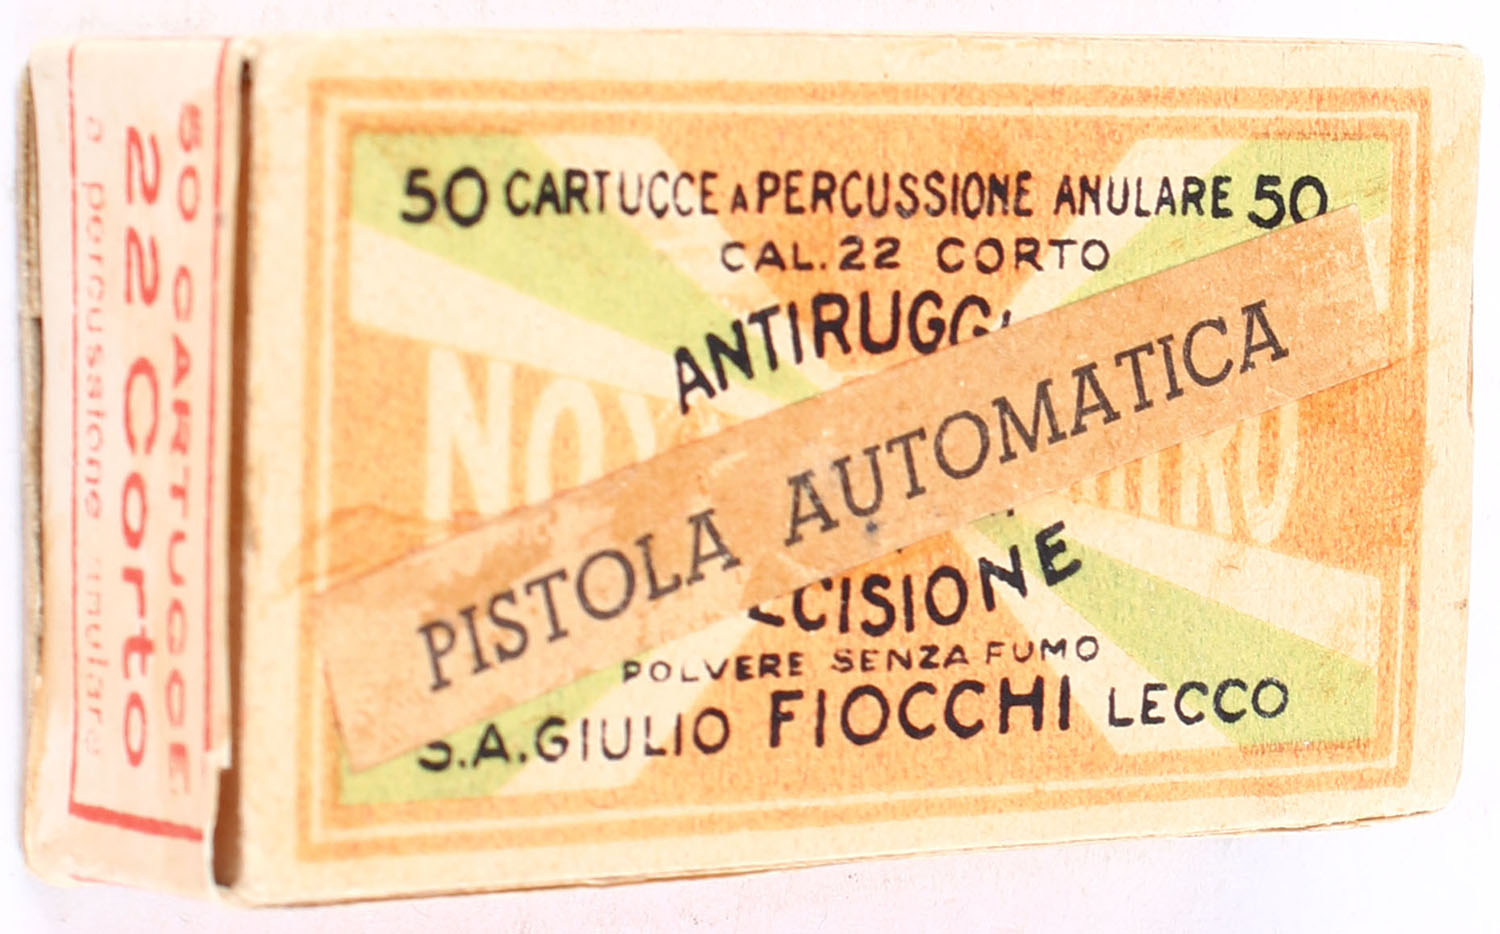 50 CARTUCCE A PERCUSSIONE ANULARE 50
CAL. 22 CORTO
PISTOLA AUTOMATICA
POLVERE SENZA FUMO
S.A. GIULIO FIOCCHI LECCO
50 CARTUCCE
22 Corto
a percussione anulare